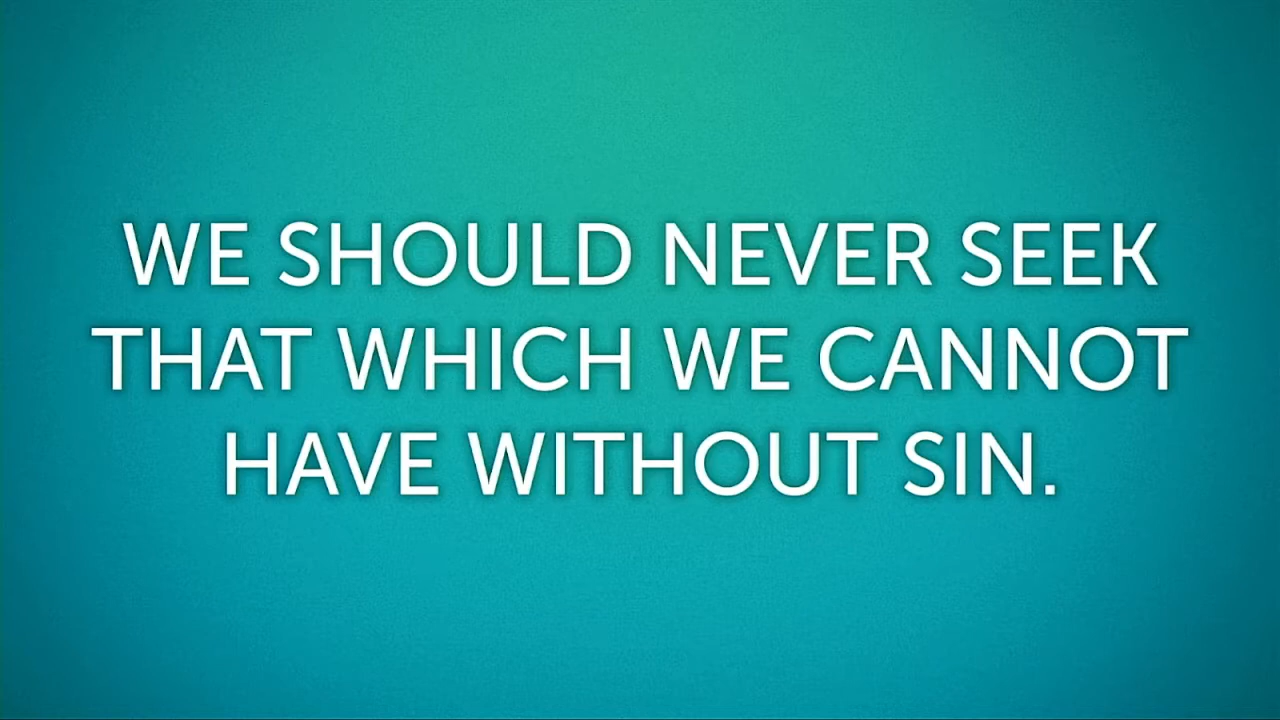 WE SHOULD NEVER SEEK
THAT WHICH WE CANNOT
HAVE WITHOUT SIN.